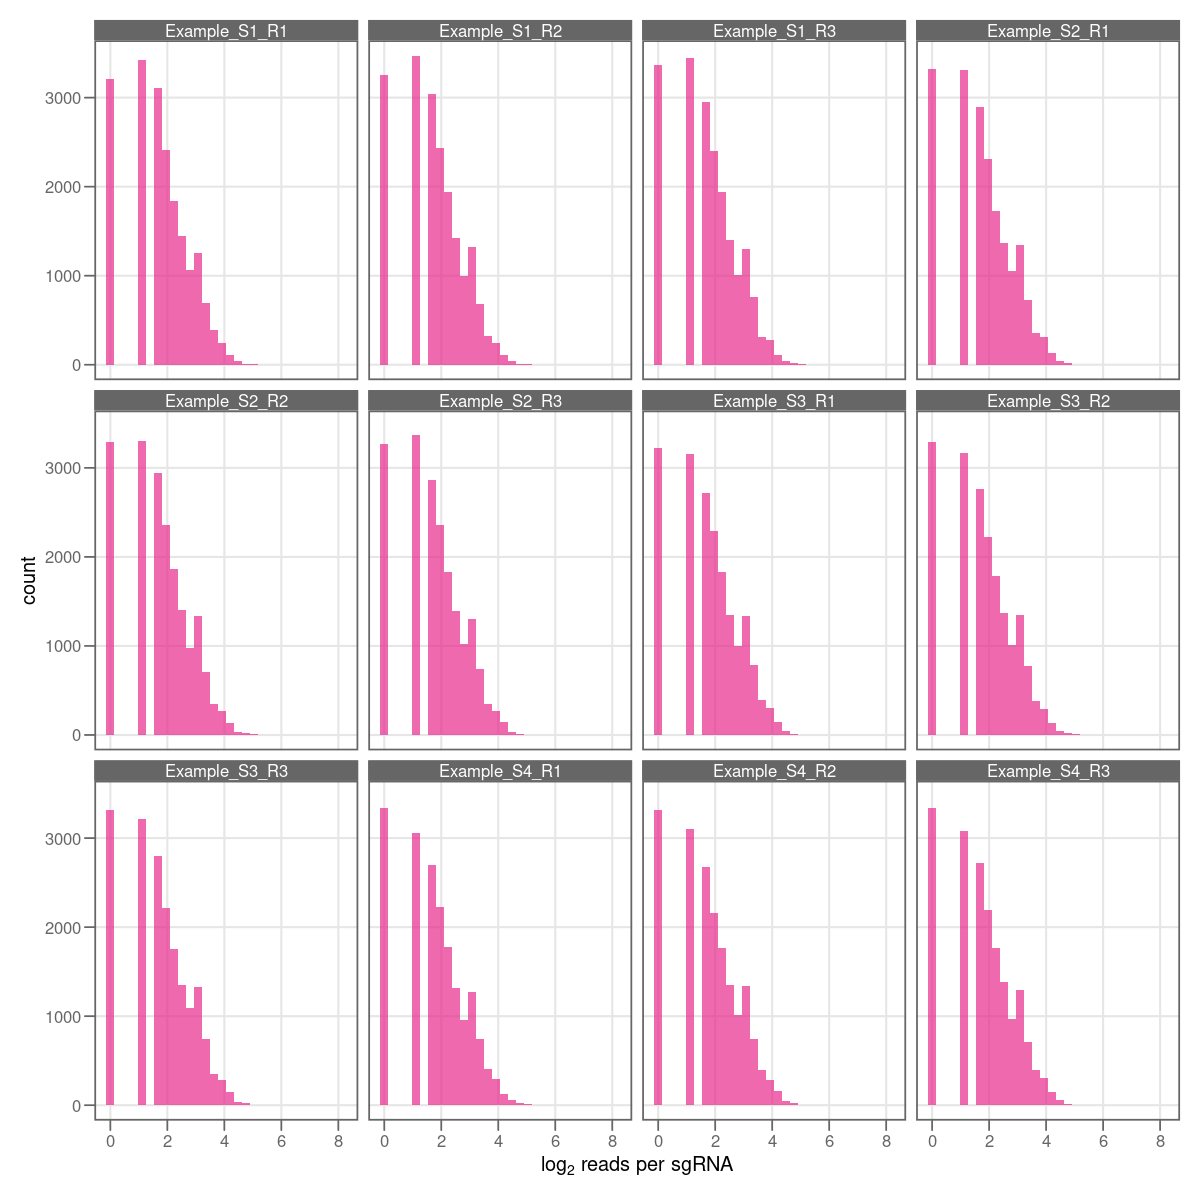 Example_S1_R1 Example_S1_R2 Example_S1_R3 Example_S2_R1
3000
2000
1000
0
Example_S2_R2 Example_S2_R3 Example_S3_R1 Example_S3_R2
3000
2000
1000
0
count
Example_S3_R3 Example_S4_R1 Example_S4_R2 Example_S4_R3
3000
2000
1000
0
0 2 4 6 8 0 2 4 6 8 0 2 4 6 8 0 2 4 6 8
log₂ reads per sgRNA